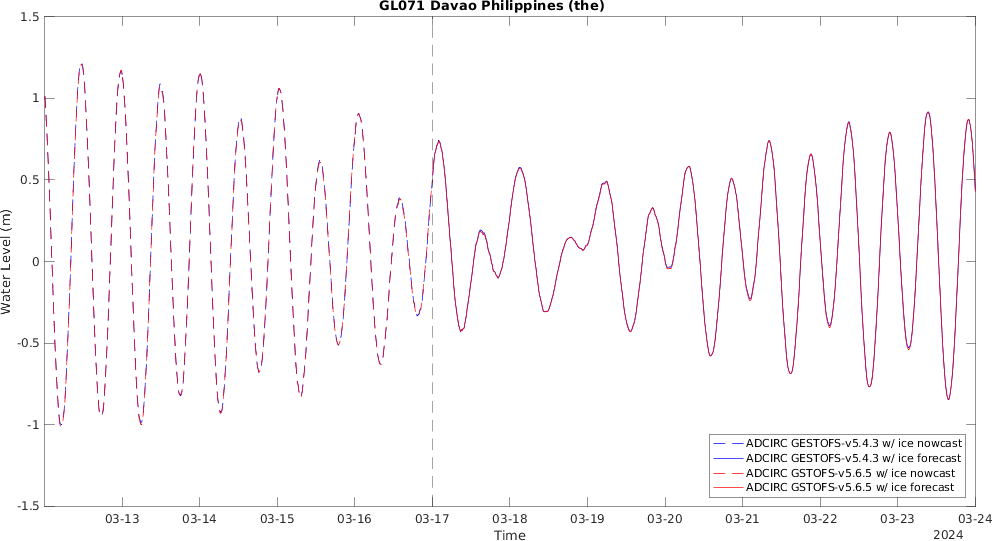 GL071 Davao Philippines (the)
1.5
1
0.5
0
-0.5
-1
-1.5
Water Level (m)
03-13 03-14 03-15 03-16 03-17 03-18 03-19 03-20 03-21 03-22 03-23 03-24
Time
2024
ADCIRC GESTOFS-v5.4.3 w/ ice nowcast
ADCIRC GESTOFS-v5.4.3 w/ ice forecast
ADCIRC GSTOFS-v5.6.5 w/ ice nowcast
ADCIRC GSTOFS-v5.6.5 w/ ice forecast